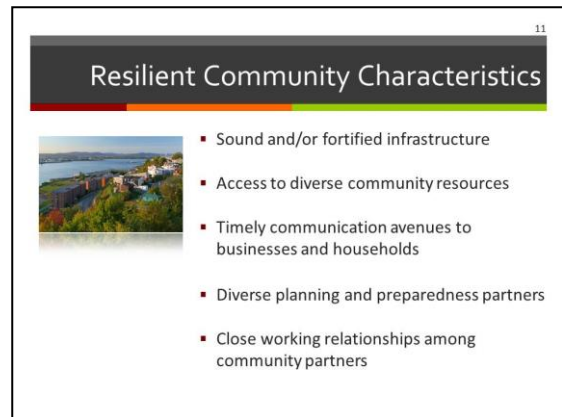 11
Resilient Community Characteristics
▪ Sound and/or fortified infrastructure
▪ Access to diverse community resources
▪ Timely communication avenues to
businesses and households
▪ Diverse planning and preparedness partners
▪ Close working relationships among
community partners